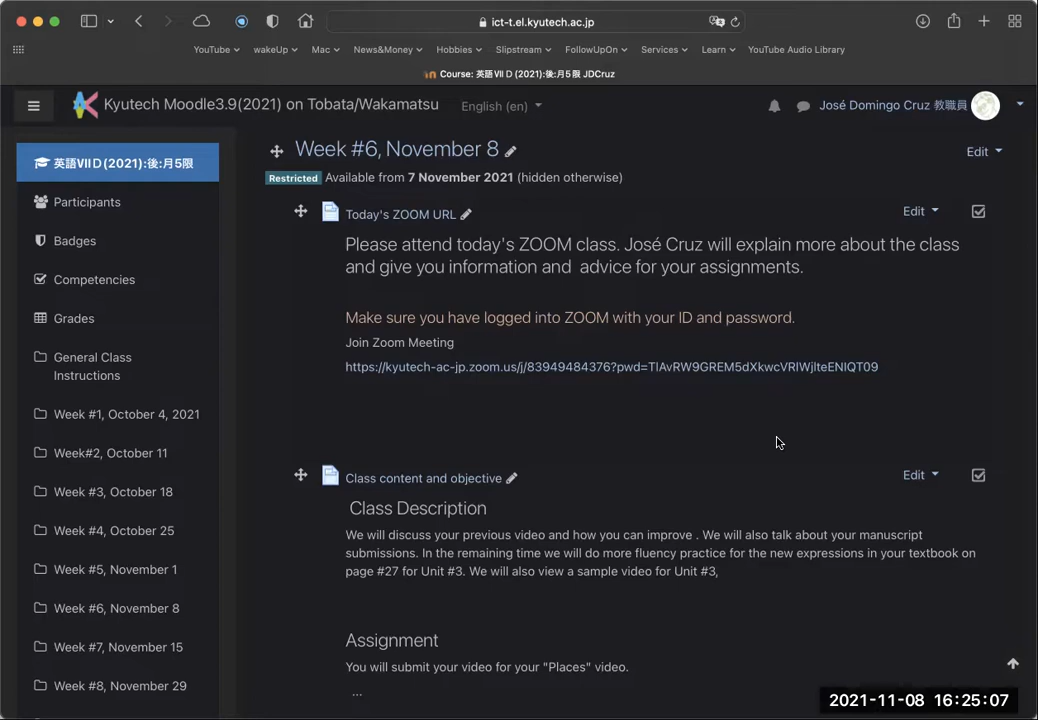 ict-t.el.kyutech.ac.jp
YouTube wakeUp Mac News&Money Hobbies Slipstream FollowUpOn Services Learn YouTube Audio Library
Course: 英語Ⅶ D (2021):後:月5限 JDCruz
Kyutech Moodle3.9(2021) on Tobata/Wakamatsu English (en) José Domingo Cruz 教職員
英語ⅦD(2021):後:月5限
Participants
Badges
Competencies
Grades
General Class
Instructions
Week #1, October 4, 2021
Week#2, October 11
Week #3, October 18
Week #4, October 25
Week #5, November 1
Week #6, November 8
Week #7, November 15
Week #8, November 29
Week #6, November 8 Edit
Restricted Available from 7 November 2021 (hidden otherwise)
Today's ZOOM URL Edit
Please attend today's ZOOM class. José Cruz will explain more about the class
and give you information and advice for your assignments.
Make sure you have logged into ZOOM with your ID and password.
Join Zoom Meeting
https://kyutech-ac-jp.zoom.us/j/83949484376?pwd=TlAvRW9GREM5dXkwcVRIWjlteENIQT09
Class content and objective Edit
Class Description
We will discuss your previous video and how you can improve . We will also talk about your manuscript
submissions. In the remaining time we will do more fluency practice for the new expressions in your textbook on
page #27 for Unit #3. We will also view a sample video for Unit #3,
Assignment
You will submit your video for your "Places" video.
...
2021-11-08 16:25:07